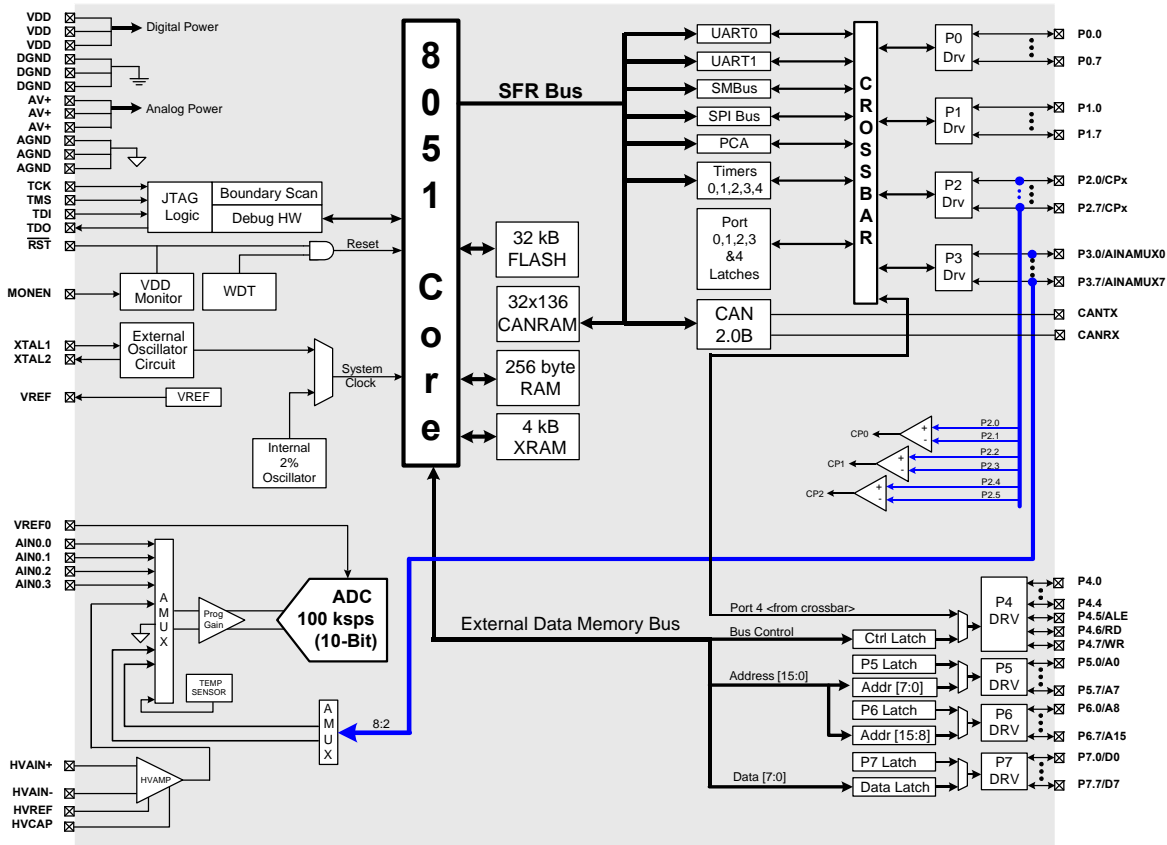 VDD
VDD
VDD
Digital Power
DGND
DGND
DGND
AV+
AV+
AV+
Analog Power
AGND
AGND
AGND
TCK
TMS
TDI
TDO
RST
JTAG
Logic
Boundary Scan
Debug HW
Reset
MONEN
VDD
Monitor
WDT
XTAL1
XTAL2
External
Oscillator
Circuit
System
Clock
VREF
VREF
Internal
2%
Oscillator
8
0
5
1
C
o
r
e
SFR Bus
32 kB
FLASH
32x136
CANRAM
256 byte
RAM
4 kB
XRAM
UART0
UART1
SMBus
SPI Bus
PCA
Timers
0,1,2,3,4
Port
0,1,2,3
&4
Latches
CAN
2.0B
C
R
O
S
S
B
A
R
P0
Drv
P1
Drv
P2
Drv
P3
Drv
P0.0
P0.7
P1.0
P1.7
P2.0/CPx
P2.7/CPx
P3.0/AINAMUX0
P3.7/AINAMUX7
CANTX
CANRX
CP0
+
-
P2.0
P2.1
CP1
+
-
P2.2
P2.3
CP2
+
-
P2.4
P2.5
VREF0
AIN0.0
AIN0.1
AIN0.2
AIN0.3
A
M
U
X
Prog
Gain
ADC
100 ksps
(10-Bit)
TEMP
SENSOR
8:2
A
M
U
X
HVAIN+
HVAIN-
HVREF
HVCAP
HVAMP
External Data Memory Bus
Port 4 <from crossbar>
Bus Control
Ctrl Latch
Address [15:0]
P5 Latch
Addr [7:0]
P6 Latch
Addr [15:8]
P7 Latch
Data [7:0]
Data Latch
P4
DRV
P5
DRV
P6
DRV
P7
DRV
P4.0
P4.4
P4.5/ALE
P4.6/RD
P4.7/WR
P5.0/A0
P5.7/A7
P6.0/A8
P6.7/A15
P7.0/D0
P7.7/D7